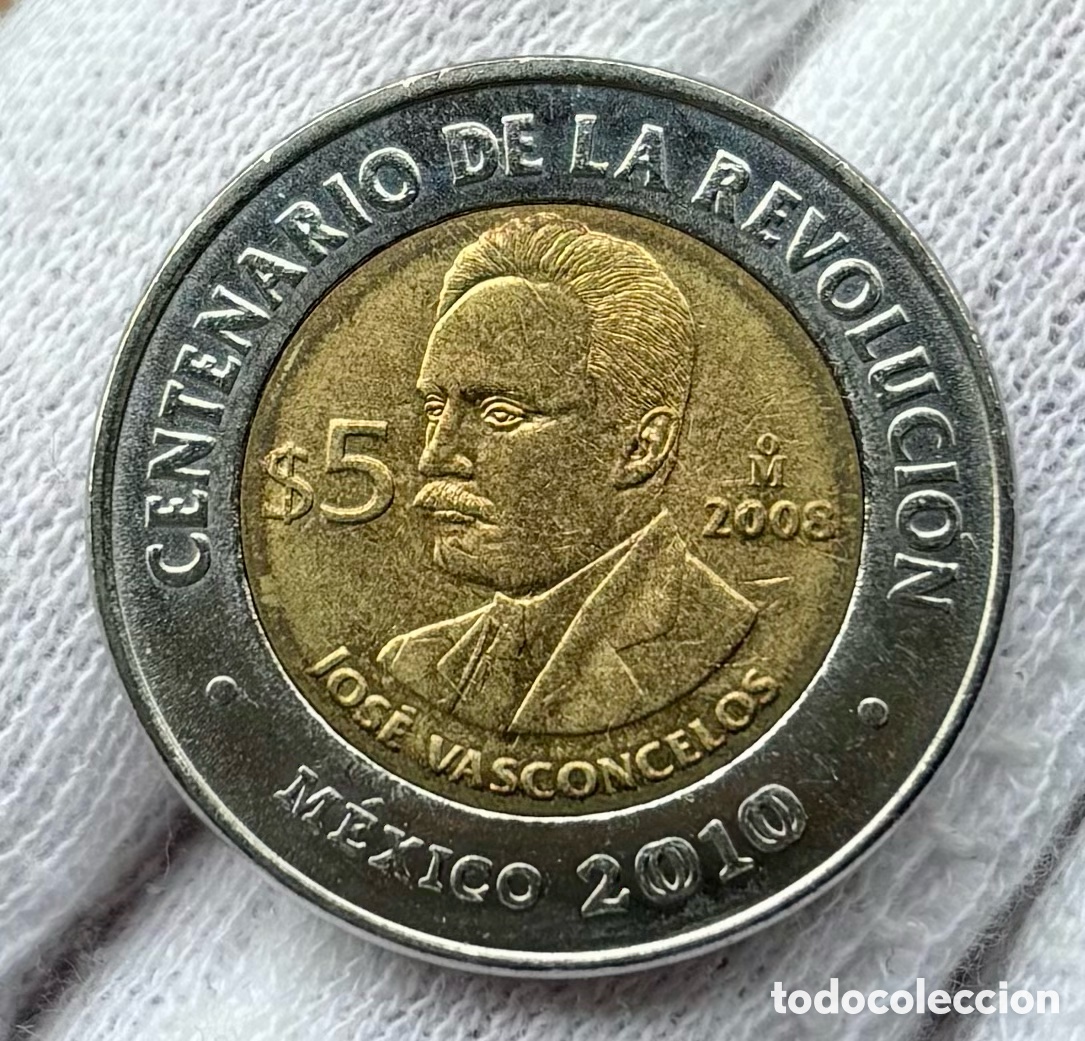 CENTENARIO DE LA REVOLUCIÓN
$5
M
2008
JOSÉ VASCONCELOS
MÉXICO 2010
todocoleccion